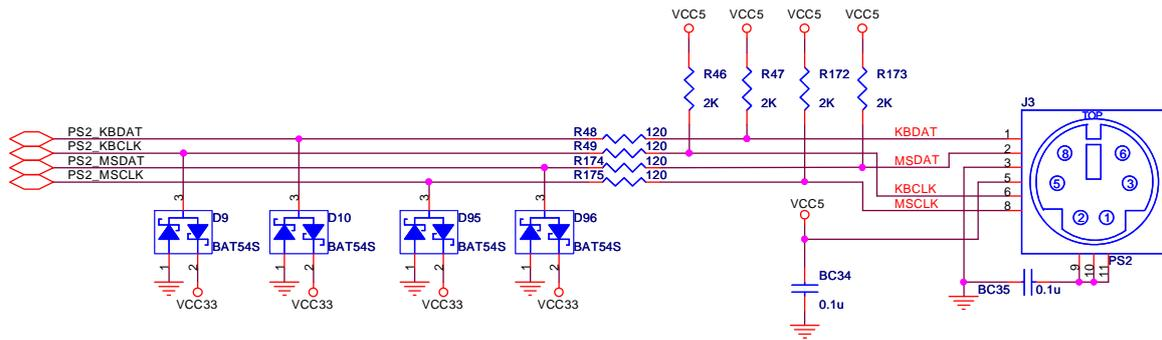 VCC5 VCC5 VCC5 VCC5
R46 R47 R172 R173
2K 2K 2K 2K
J3
TOP
PS2_KBDAT R48 120 KBDAT 1
PS2_KBCLK R49 120 2
PS2_MSDAT R174 120 MSDAT 3
PS2_MSCLK R175 120 5
KBCLK 6
MSCLK 8
8 6
5 3
2 1
3 3 3 3
D9 D10 D95 D96
BAT54S BAT54S BAT54S BAT54S
1 2 1 2 1 2 1 2
VCC33 VCC33 VCC33 VCC33
VCC5
BC34
0.1u
PS2
9 10 11
BC35 0.1u